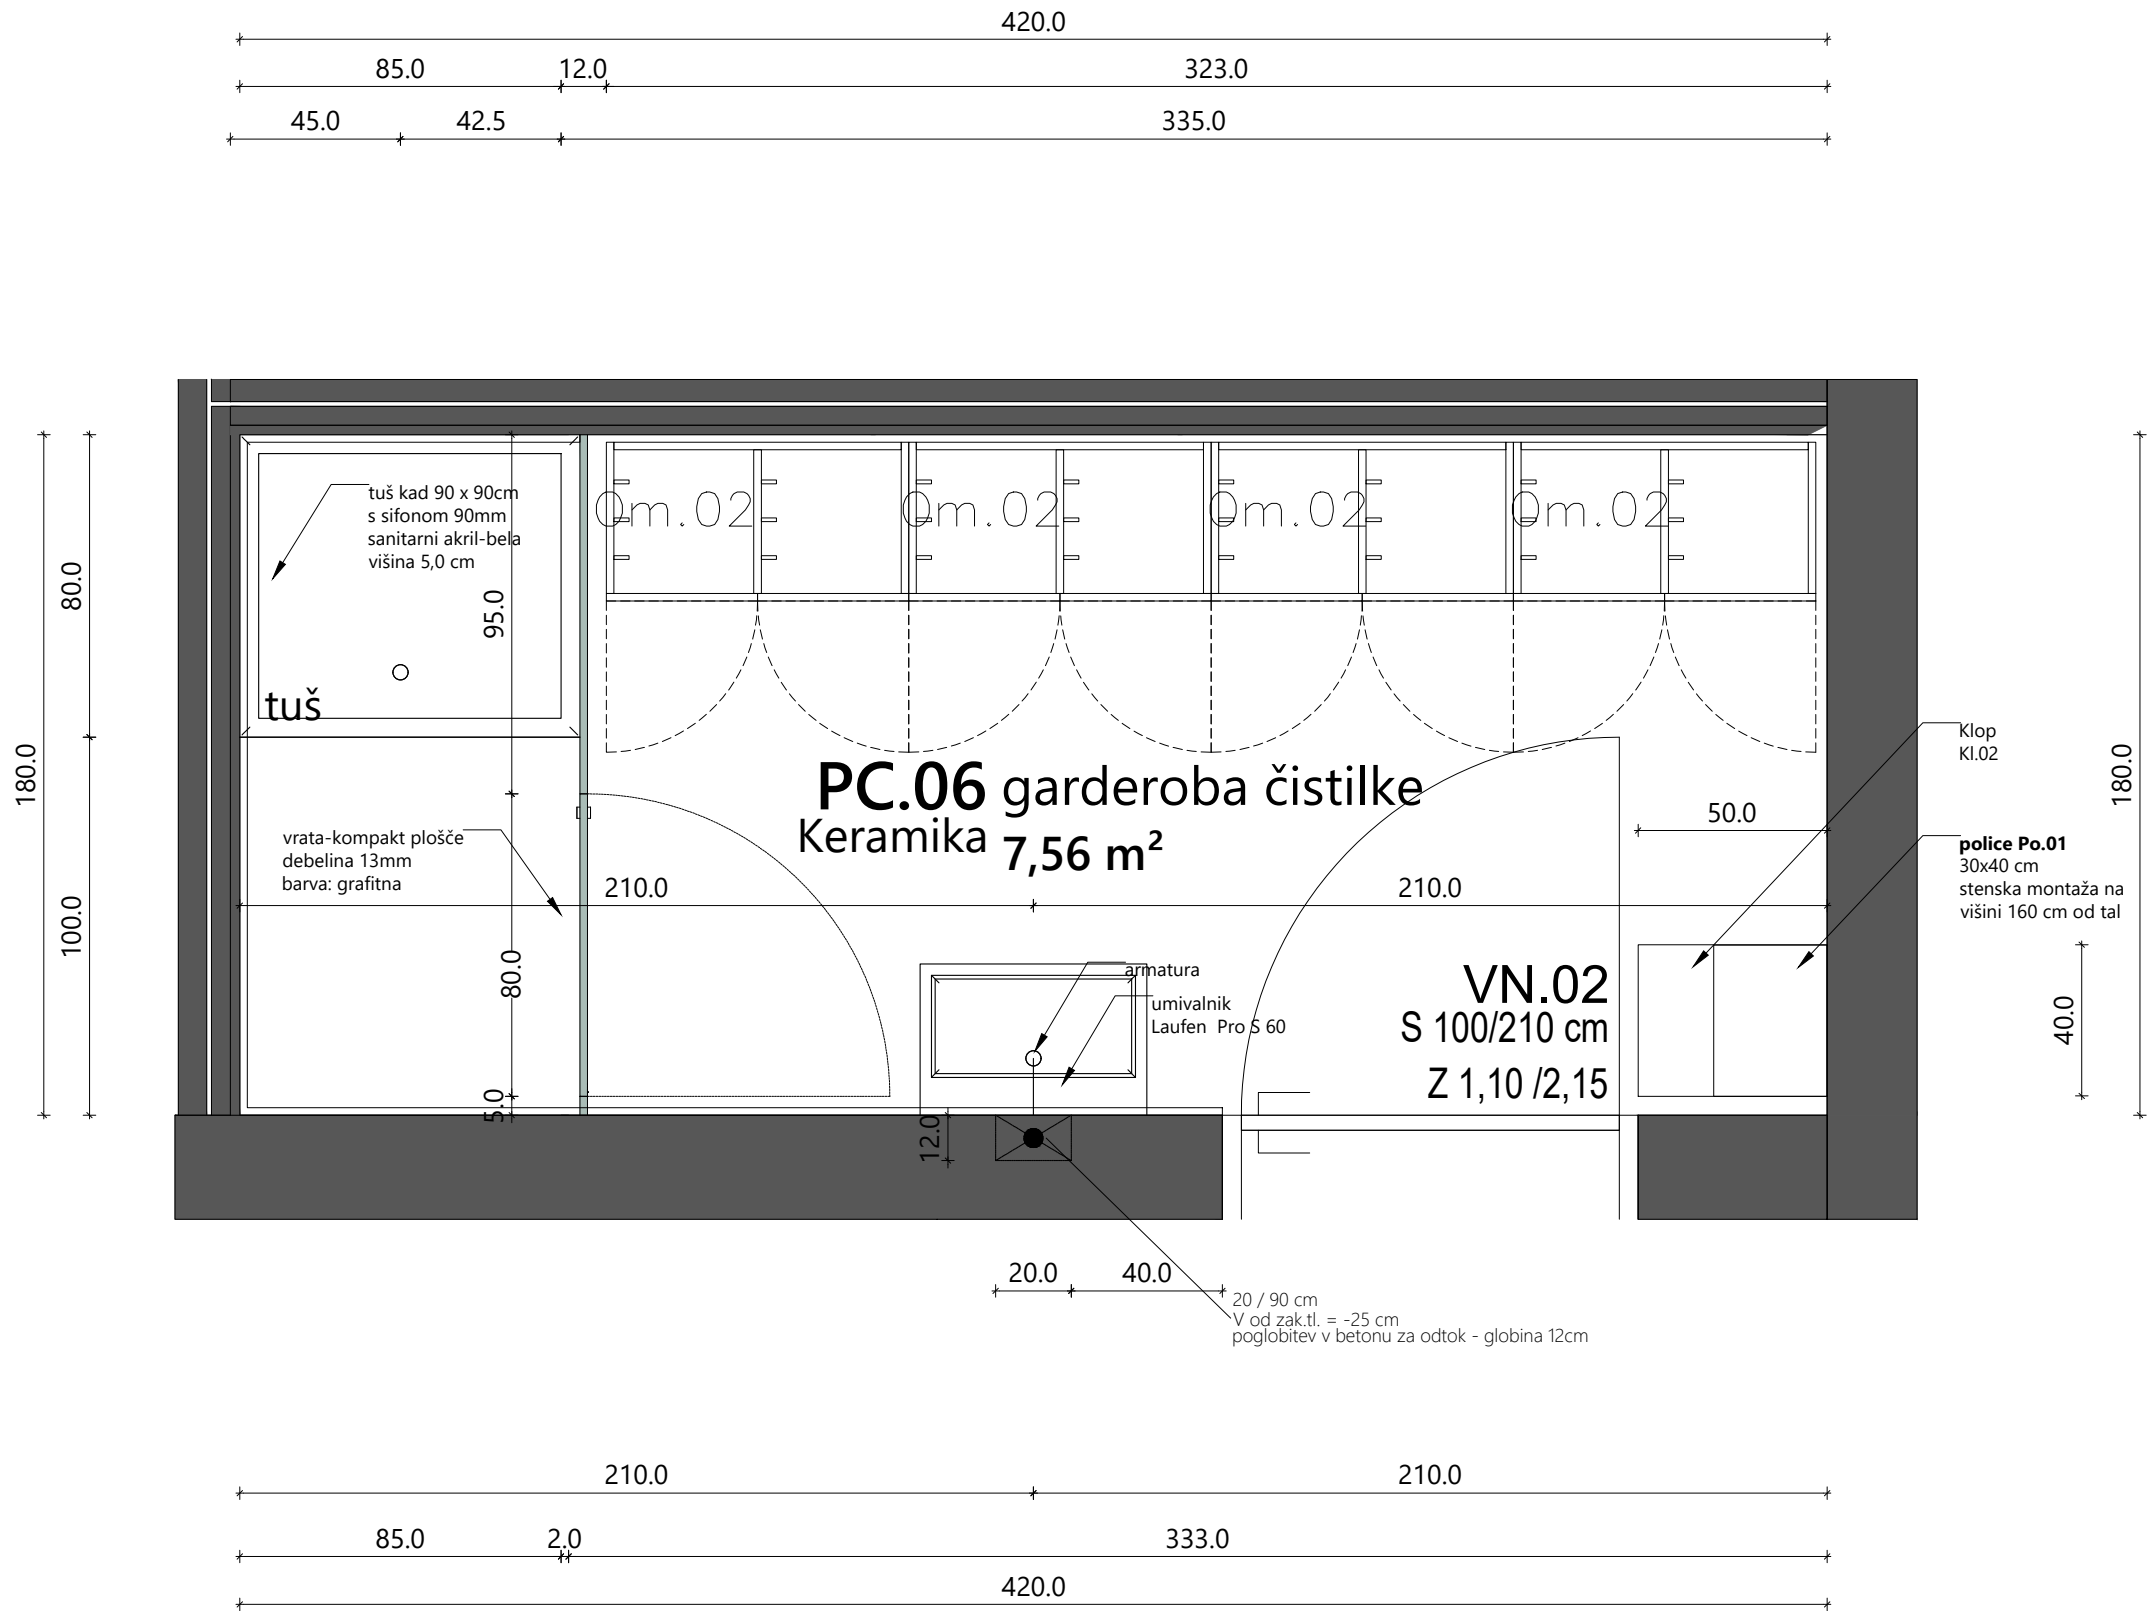 420.0
85.0
12.0
323.0
45.0
42.5
335.0
tuš kad 90 x 90cm
s sifonom 90mm
sanitarni akril-bela
višina 5,0 cm
Om.02
Om.02
Om.02
Om.02
80.0
95.0
tuš
180.0
180.0
Klop
Kl.02
PC.06 garderoba čistilke
Keramika 7,56 m²
50.0
vrata-kompakt plošče
debelina 13mm
barva: grafitna
police Po.01
30x40 cm
stenska montaža na
višini 160 cm od tal
210.0
210.0
100.0
80.0
armatura
umivalnik
Laufen Pro S 60
VN.02
S 100/210 cm
Z 1,10 /2,15
40.0
5.0
12.0
20.0
40.0
20 / 90 cm
V od zak.tl. = -25 cm
poglobitev v betonu za odtok - globina 12cm
210.0
210.0
85.0
2.0
333.0
420.0